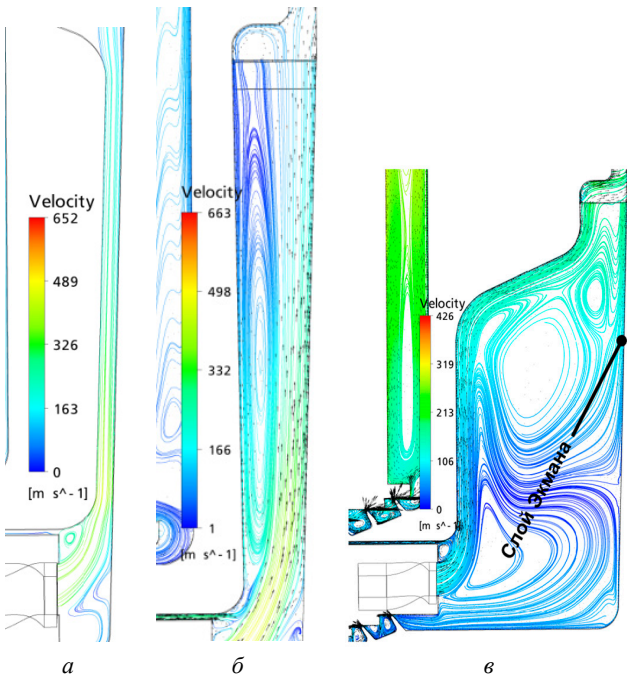 Velocity
652
489
326
163
0
[m s^-1]
Velocity
663
498
332
166
1
[m s^-1]
Velocity
426
319
213
106
0
[m s^-1]
Слой Экмана
а б в